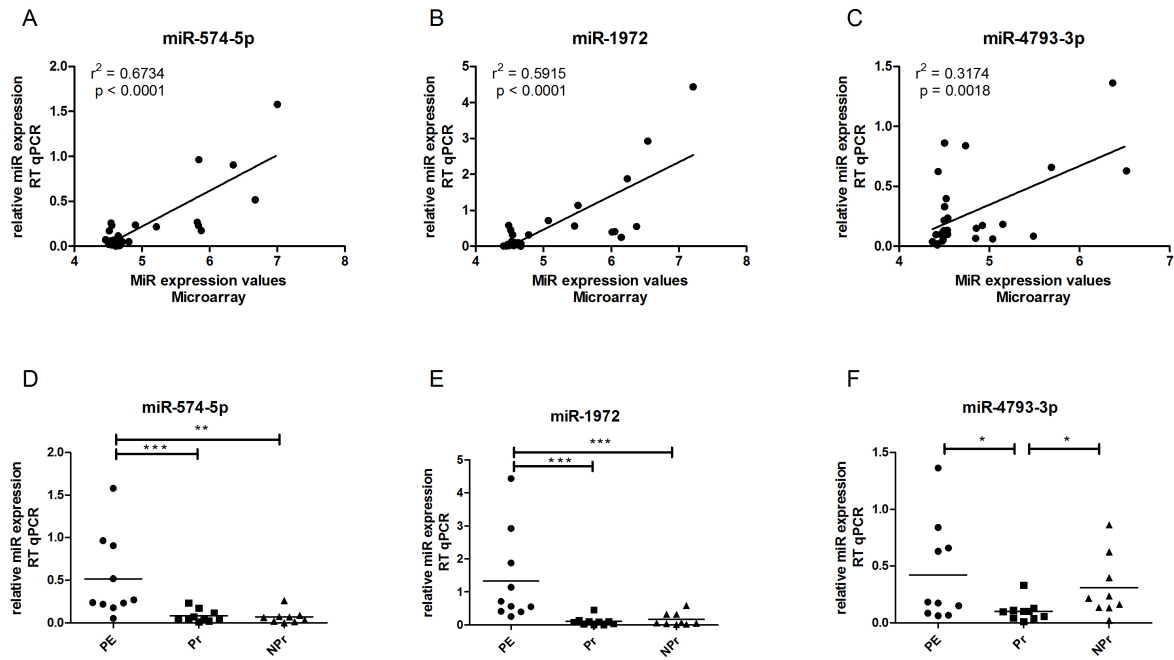 A
miR-574-5p
r2 = 0.6734
p < 0.0001
relative miR expression
RT qPCR
2.0
1.5
1.0
0.5
0.0
4 5 6 7 8
MiR expression values
Microarray
B
miR-1972
r2 = 0.5915
p < 0.0001
relative miR expression
RT qPCR
5
4
3
2
1
0
4 5 6 7 8
MiR expression values
Microarray
C
miR-4793-3p
r2 = 0.3174
p = 0.0018
relative miR expression
RT qPCR
1.5
1.0
0.5
0.0
4 5 6 7
MiR expression values
Microarray
D
miR-574-5p
**
***
relative miR expression
RT qPCR
2.0
1.5
1.0
0.5
0.0
PE Pr NPr
E
miR-1972
***
***
relative miR expression
RT qPCR
5
4
3
2
1
0
PE Pr NPr
F
miR-4793-3p
* *
relative miR expression
RT qPCR
1.5
1.0
0.5
0.0
PE Pr NPr